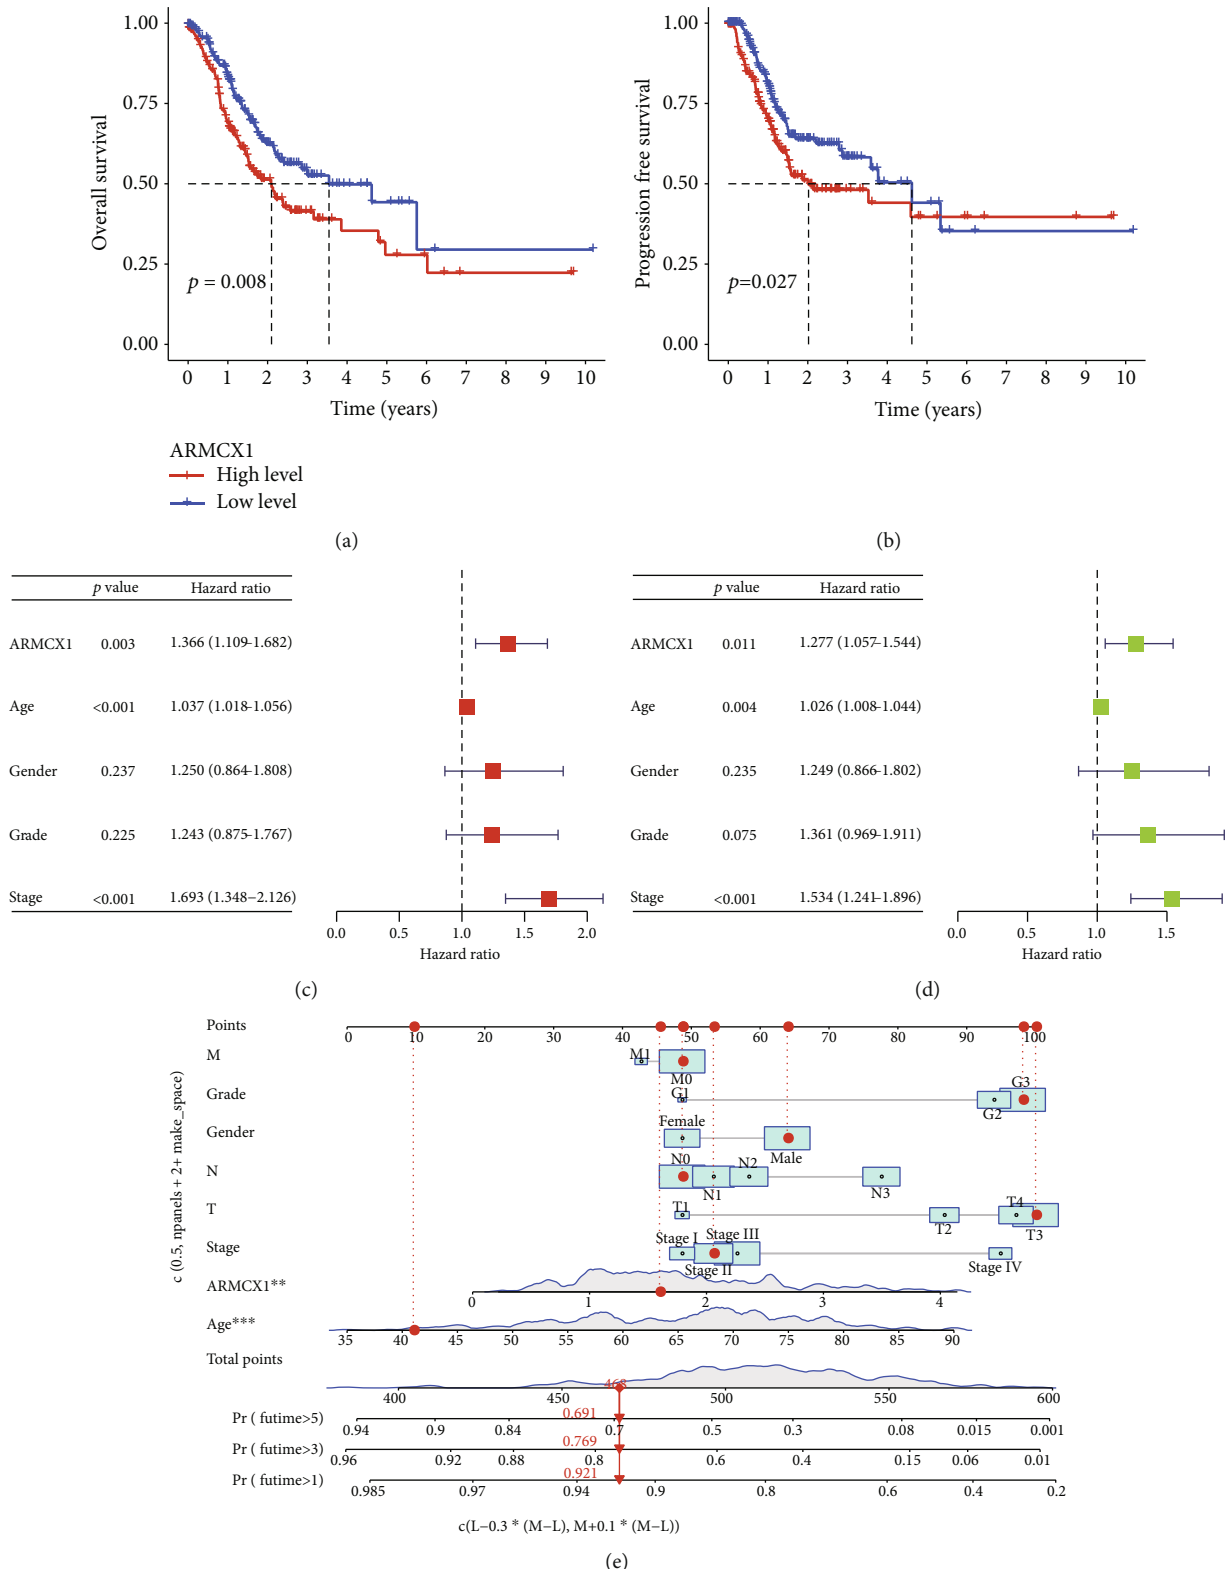 1.00
0.75
0.50
0.25
0.00
Overall survival
p = 0.008
0 1 2 3 4 5 6 7 8 9 10
Time (years)
ARMCX1
High level
Low level
(a)
1.00
0.75
0.50
0.25
0.00
Progression free survival
p=0.027
0 1 2 3 4 5 6 7 8 9 10
Time (years)
(b)
p value Hazard ratio
ARMCX1 0.003 1.366 (1.109-1.682)
Age <0.001 1.037 (1.018-1.056)
Gender 0.237 1.250 (0.864-1.808)
Grade 0.225 1.243 (0.875-1.767)
Stage <0.001 1.693 (1.348-2.126)
0.0 0.5 1.0 1.5 2.0
Hazard ratio
(c)
p value Hazard ratio
ARMCX1 0.011 1.277 (1.057-1.544)
Age 0.004 1.026 (1.008-1.044)
Gender 0.235 1.249 (0.866-1.802)
Grade 0.075 1.361 (0.969-1.911)
Stage <0.001 1.534 (1.241-1.896)
0.0 0.5 1.0 1.5
Hazard ratio
(d)
c (0.5, npanels + 2+ make_space)
Points
0 10 20 30 40 50 60 70 80 90 100
M
M1
M0
Grade
G1
G2
G3
Gender
Female
Male
N
N0
N1
N2
N3
T
T1
T2
T4
T3
Stage
Stage I
Stage II
Stage III
Stage IV
ARMCX1**
0 1 2 3 4
Age***
35 40 45 50 55 60 65 70 75 80 85 90
Total points
468
400 450 500 550 600
Pr ( futime>5)
0.691
0.94 0.9 0.84 0.7 0.5 0.3 0.08 0.015 0.001
Pr ( futime>3)
0.769
0.96 0.92 0.88 0.8 0.6 0.4 0.15 0.06 0.01
Pr ( futime>1)
0.921
0.985 0.97 0.94 0.9 0.8 0.6 0.4 0.2
c(L−0.3 * (M−L), M+0.1 * (M−L))
(e)